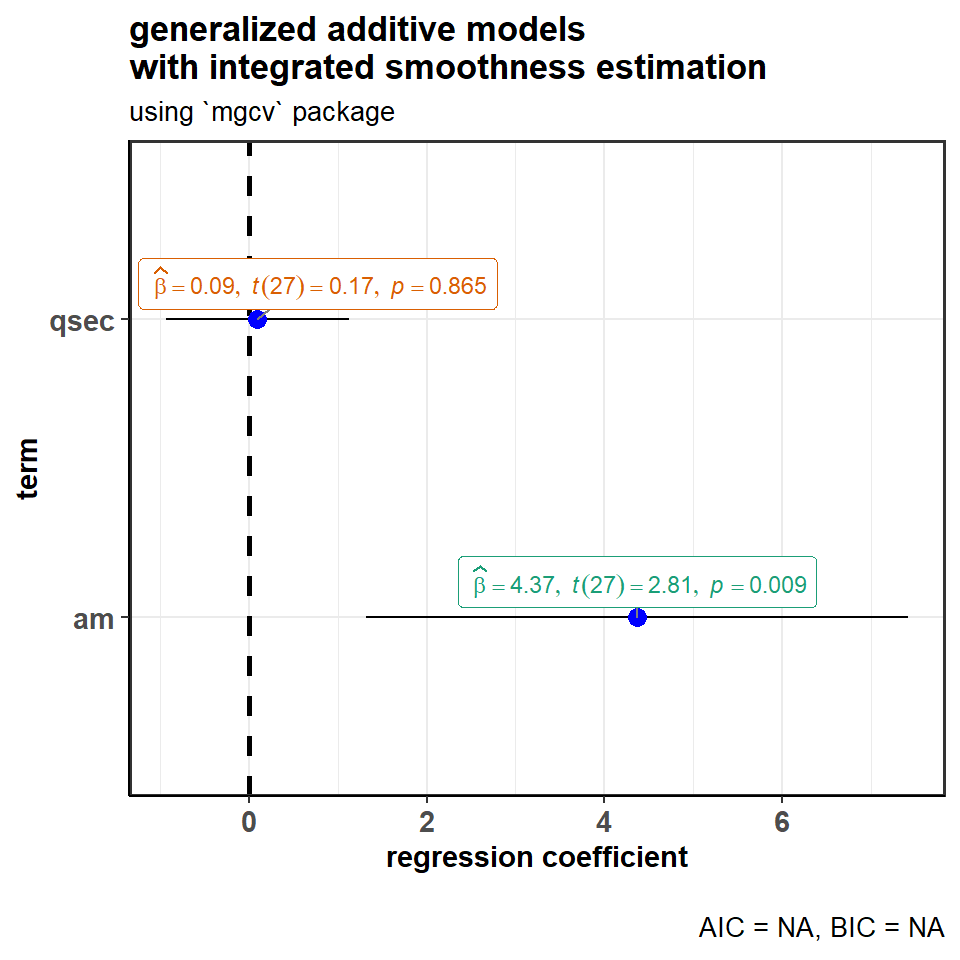 generalized additive models
with integrated smoothness estimation
using `mgcv` package
β̂ = 0.09, t(27) = 0.17, p = 0.865
qsec
term
β̂ = 4.37, t(27) = 2.81, p = 0.009
am
0 2 4 6
regression coefficient
AIC = NA, BIC = NA